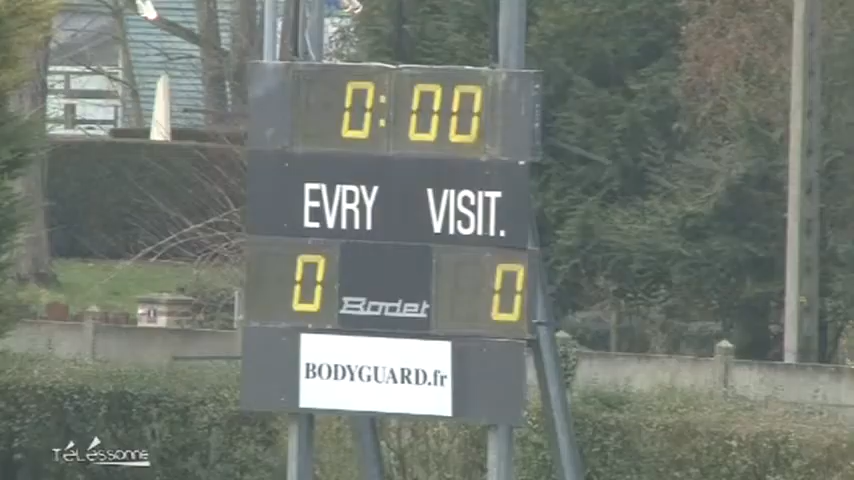 0:00
EVRY VISIT.
0 Bodet 0
BODYGUARD.fr
Téléssonne